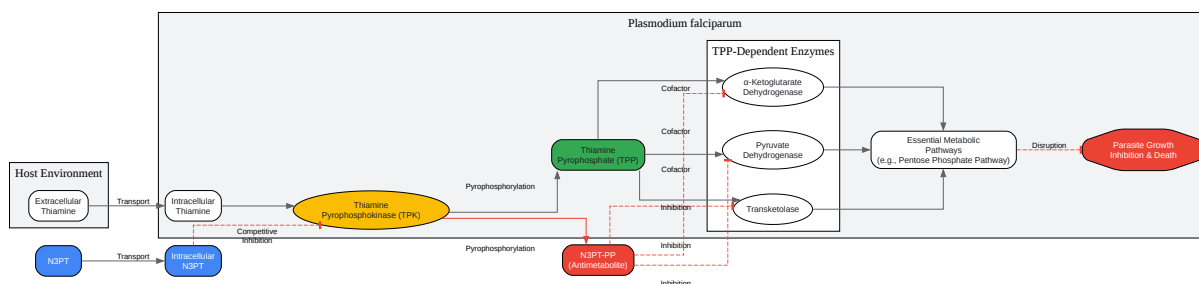 Plasmodium falciparum
TPP-Dependent Enzymes
α-Ketoglutarate
Dehydrogenase
Cofactor
Cofactor
Pyruvate
Dehydrogenase
Essential Metabolic
Pathways
(e.g., Pentose Phosphate Pathway)
Disruption
Parasite Growth
Inhibition & Death
Thiamine
Pyrophosphate (TPP)
Cofactor
Host Environment
Extracellular
Thiamine
Transport
Intracellular
Thiamine
Thiamine
Pyrophosphokinase (TPK)
Pyrophosphorylation
Transketolase
Inhibition
Competitive
Inhibition
Pyrophosphorylation
Inhibition
N3PT
Transport
Intracellular
N3PT
N3PT-PP
(Antimetabolite)
Inhibition